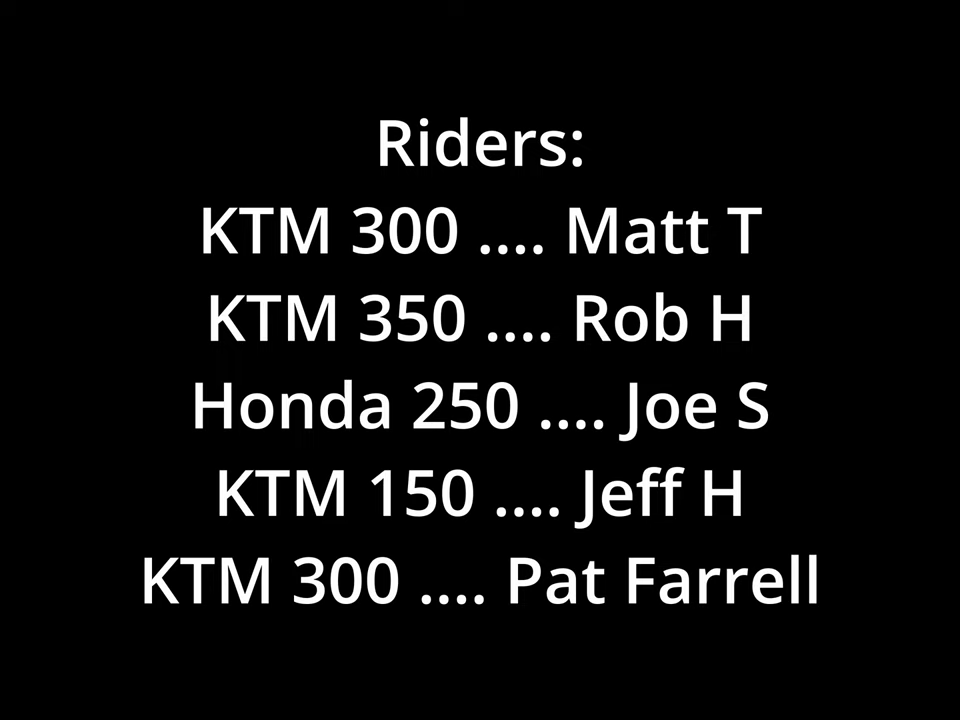 Riders:
KTM 300 .... Matt T
KTM 350 .... Rob H
Honda 250 .... Joe S
KTM 150 .... Jeff H
KTM 300 .... Pat Farrell